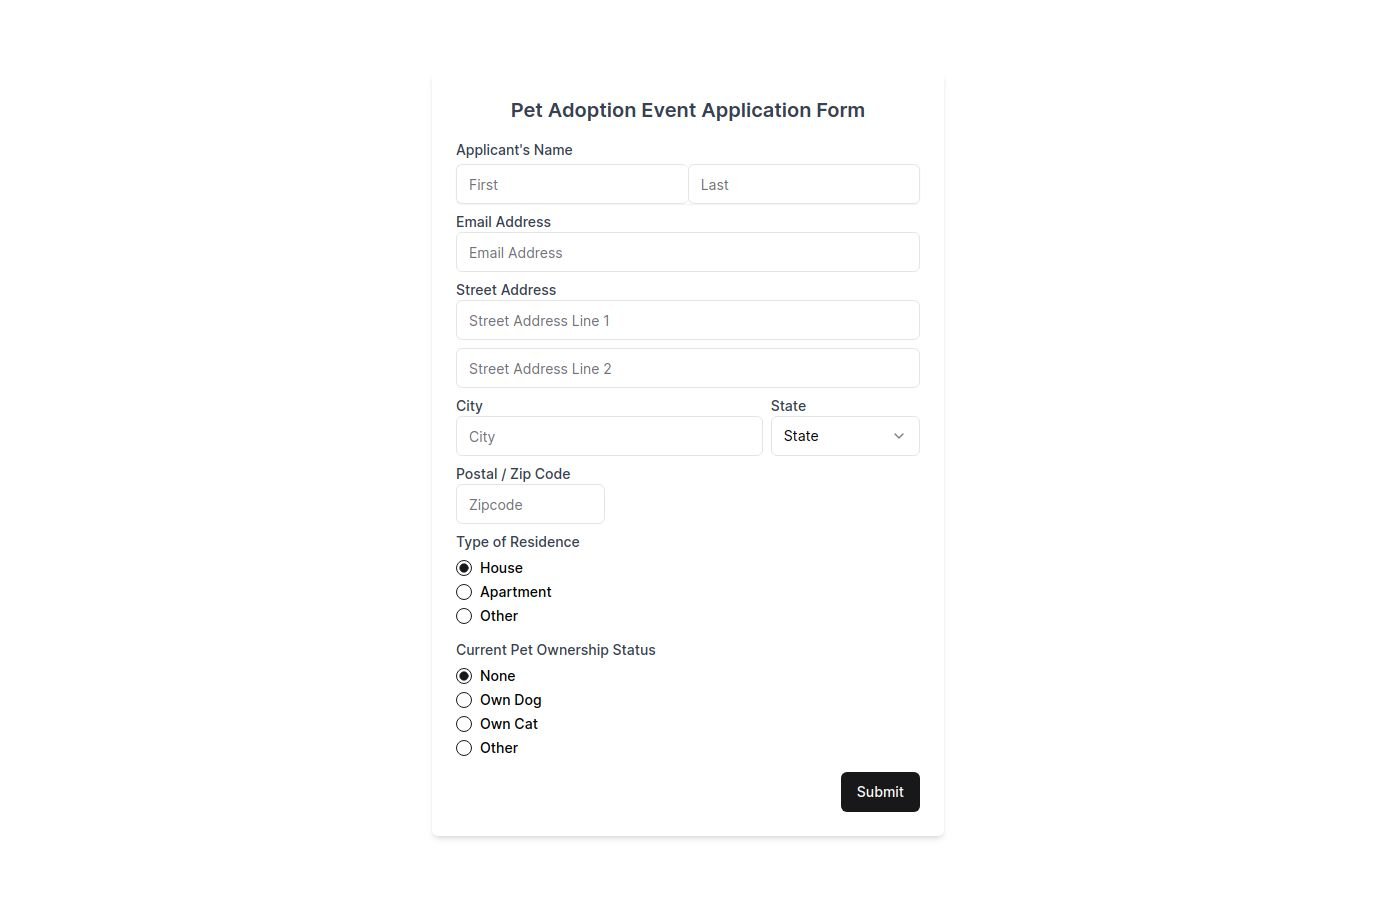 Pet Adoption Event Application Form
Applicant's Name
First Last
Email Address
Email Address
Street Address
Street Address Line 1
Street Address Line 2
City State
City State
Postal / Zip Code
Zipcode
Type of Residence
House
Apartment
Other
Current Pet Ownership Status
None
Own Dog
Own Cat
Other
Submit